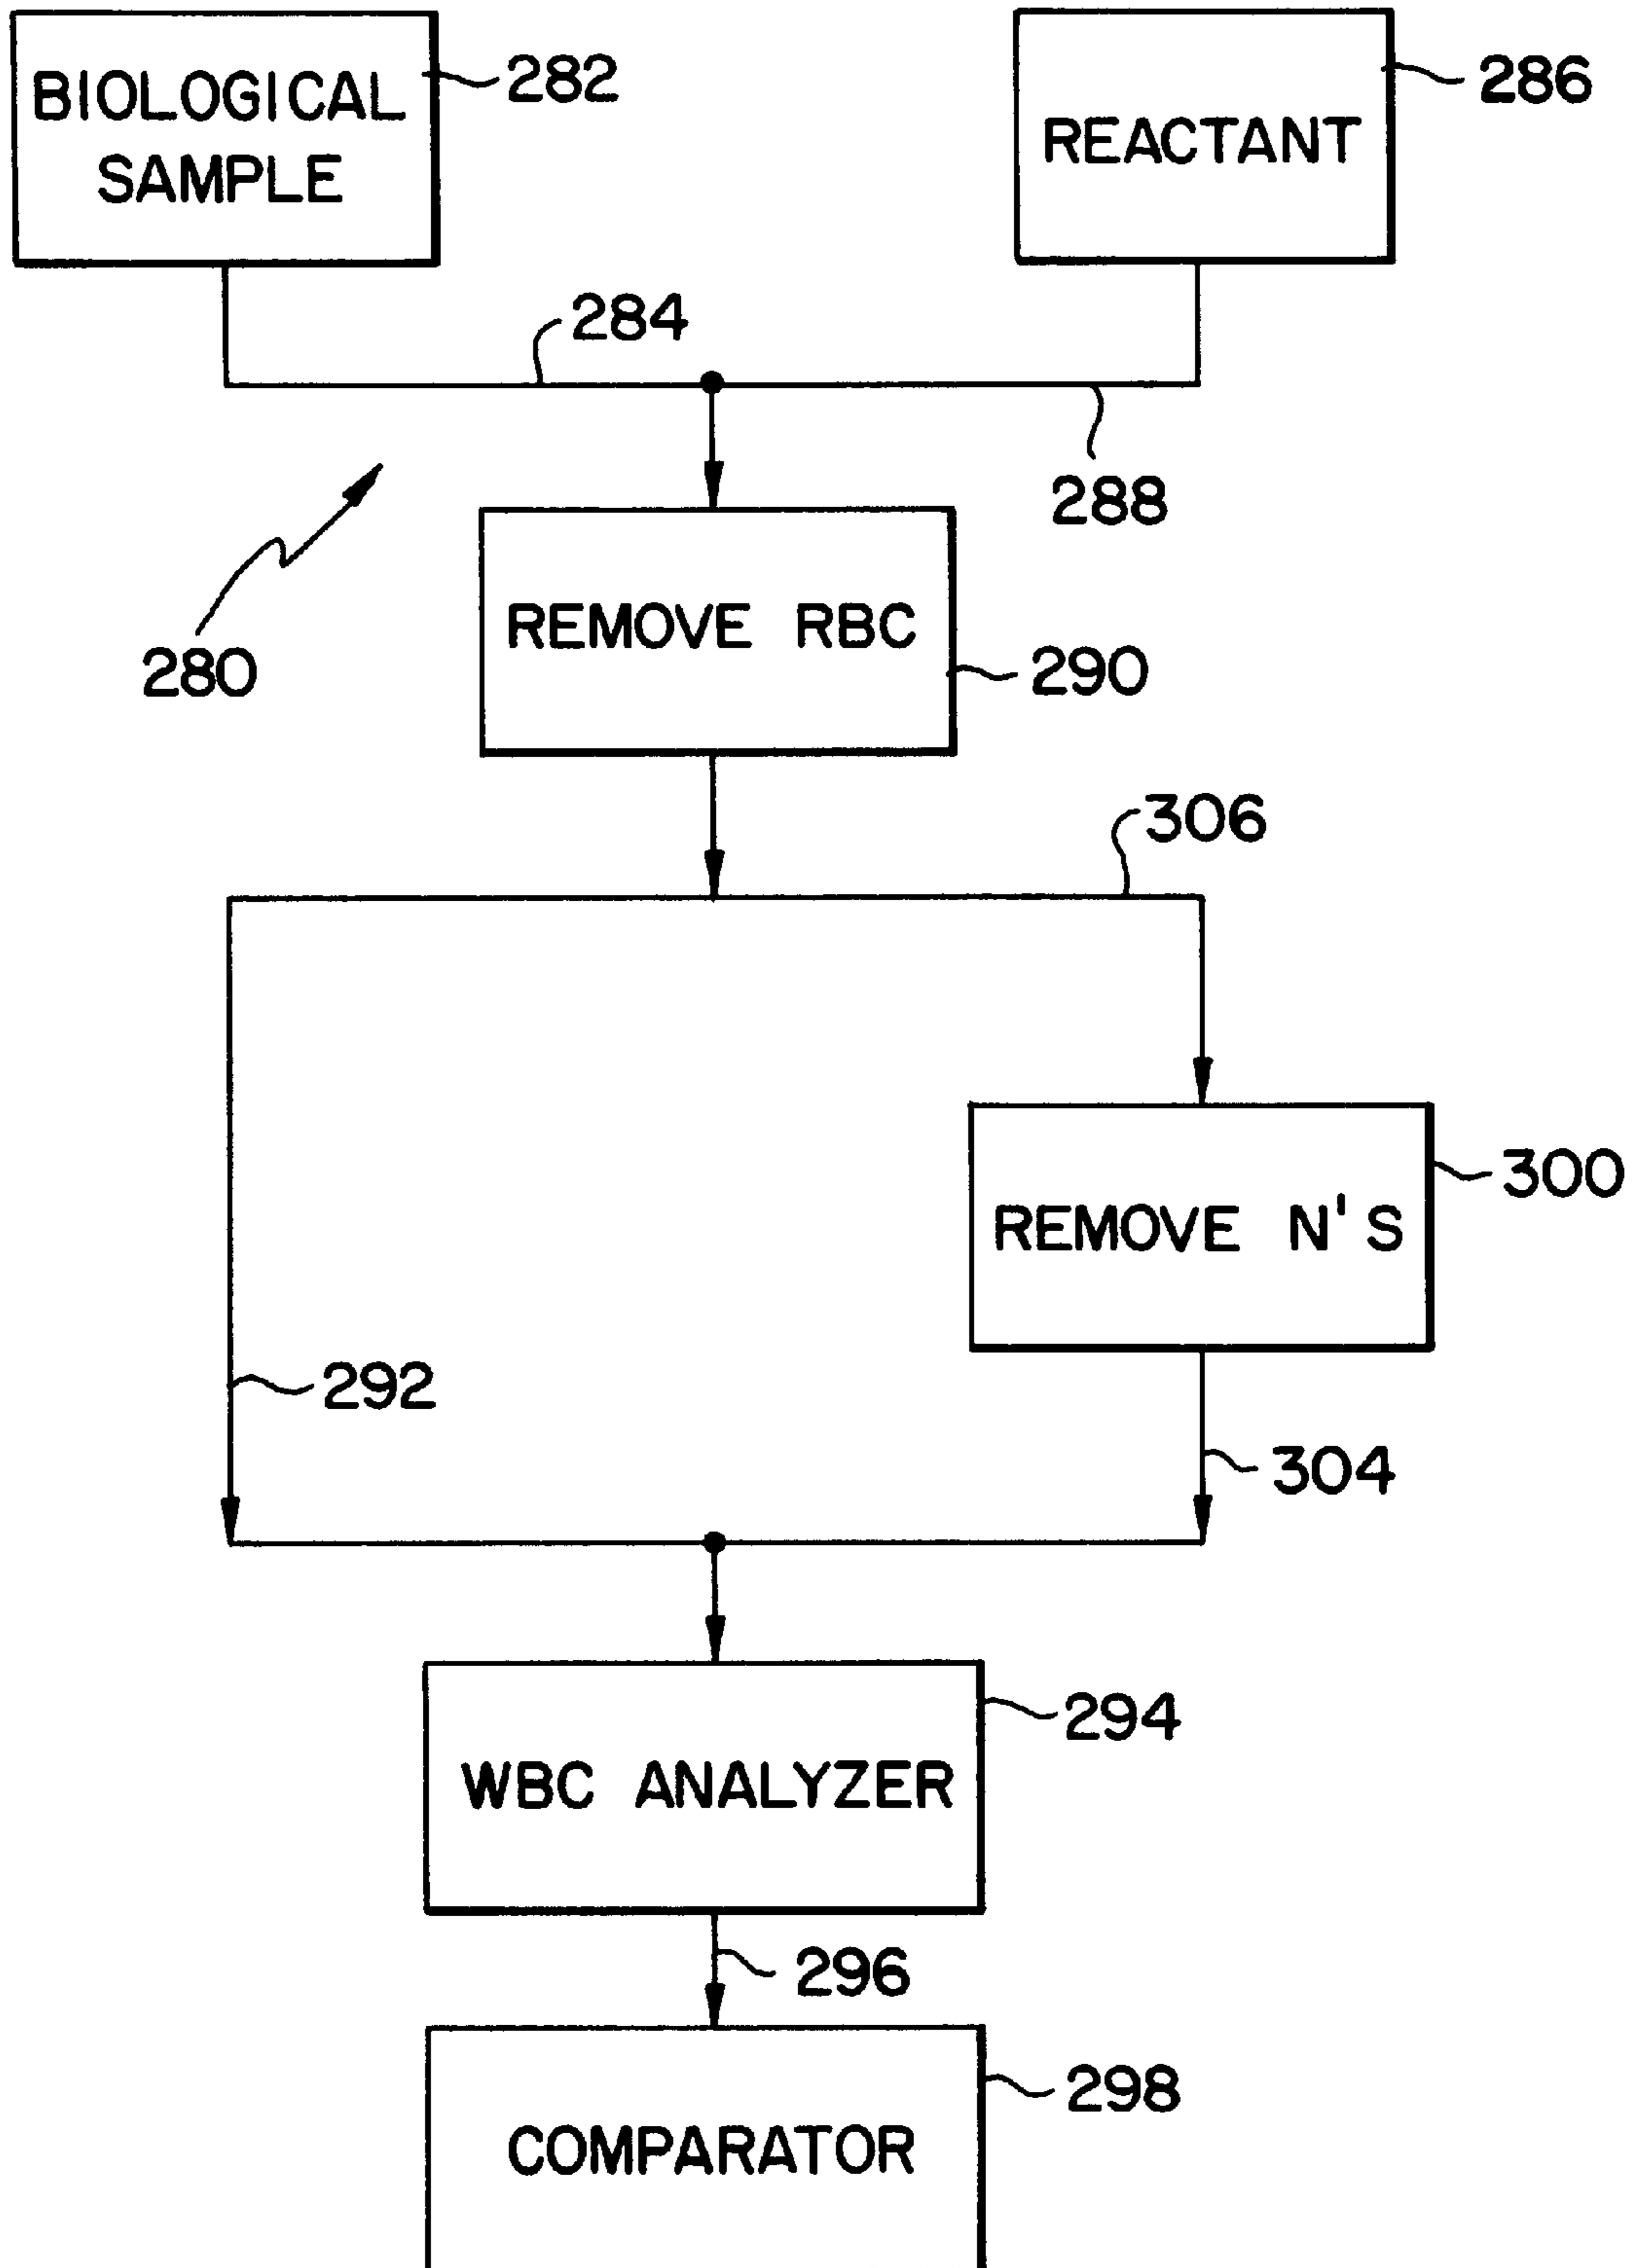 BIOLOGICAL
SAMPLE
282
REACTANT
286
284
288
280
REMOVE RBC
290
306
REMOVE N'S
300
292
304
WBC ANALYZER
294
296
COMPARATOR
298